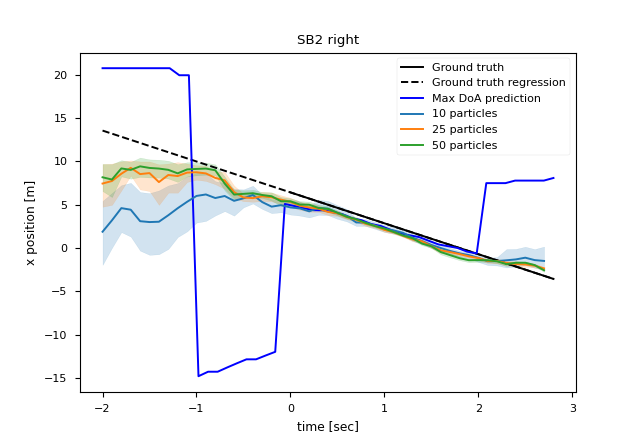 SB2 right
Ground truth
Ground truth regression
Max DoA prediction
10 particles
25 particles
50 particles
x position [m]
20
15
10
5
0
−5
−10
−15
−2
−1
0
1
2
3
time [sec]